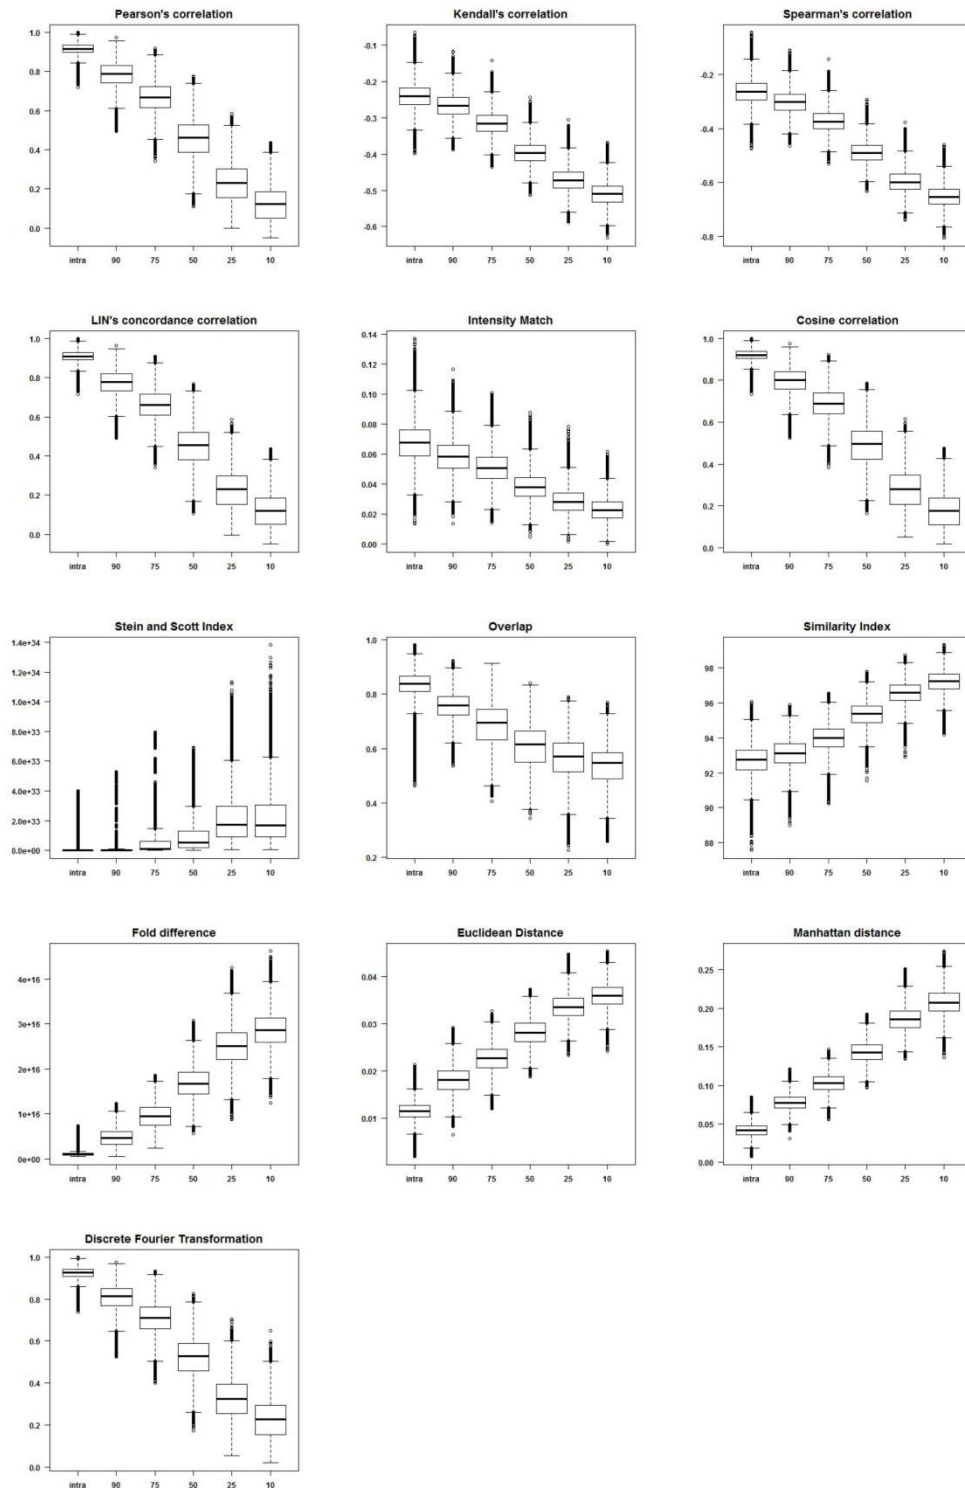 Pearson's correlation
1.0
0.8
0.6
0.4
0.2
0.0
intra 90 75 50 25 10
Kendall's correlation
-0.1
-0.2
-0.3
-0.4
-0.5
-0.6
intra 90 75 50 25 10
Spearman's correlation
-0.2
-0.4
-0.6
-0.8
intra 90 75 50 25 10
LIN's concordance correlation
1.0
0.8
0.6
0.4
0.2
0.0
intra 90 75 50 25 10
Intensity Match
0.14
0.12
0.10
0.08
0.06
0.04
0.02
0.00
intra 90 75 50 25 10
Cosine correlation
1.0
0.8
0.6
0.4
0.2
0.0
intra 90 75 50 25 10
Stein and Scott Index
1.4e+34
1.2e+34
1.0e+34
8.0e+33
6.0e+33
4.0e+33
2.0e+33
0.0e+00
intra 90 75 50 25 10
Overlap
1.0
0.8
0.6
0.4
0.2
intra 90 75 50 25 10
Similarity Index
98
96
94
92
90
88
intra 90 75 50 25 10
Fold difference
4e+16
3e+16
2e+16
1e+16
0e+00
intra 90 75 50 25 10
Euclidean Distance
0.04
0.03
0.02
0.01
intra 90 75 50 25 10
Manhattan distance
0.25
0.20
0.15
0.10
0.05
0.00
intra 90 75 50 25 10
Discrete Fourier Transformation
1.0
0.8
0.6
0.4
0.2
0.0
intra 90 75 50 25 10